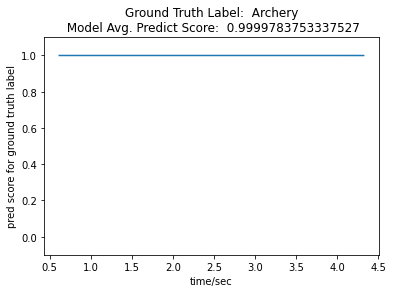 Ground Truth Label:  Archery
Model Avg. Predict Score:  0.9999783753337527
pred score for ground truth label
1.0
0.8
0.6
0.4
0.2
0.0
0.5 1.0 1.5 2.0 2.5 3.0 3.5 4.0 4.5
time/sec